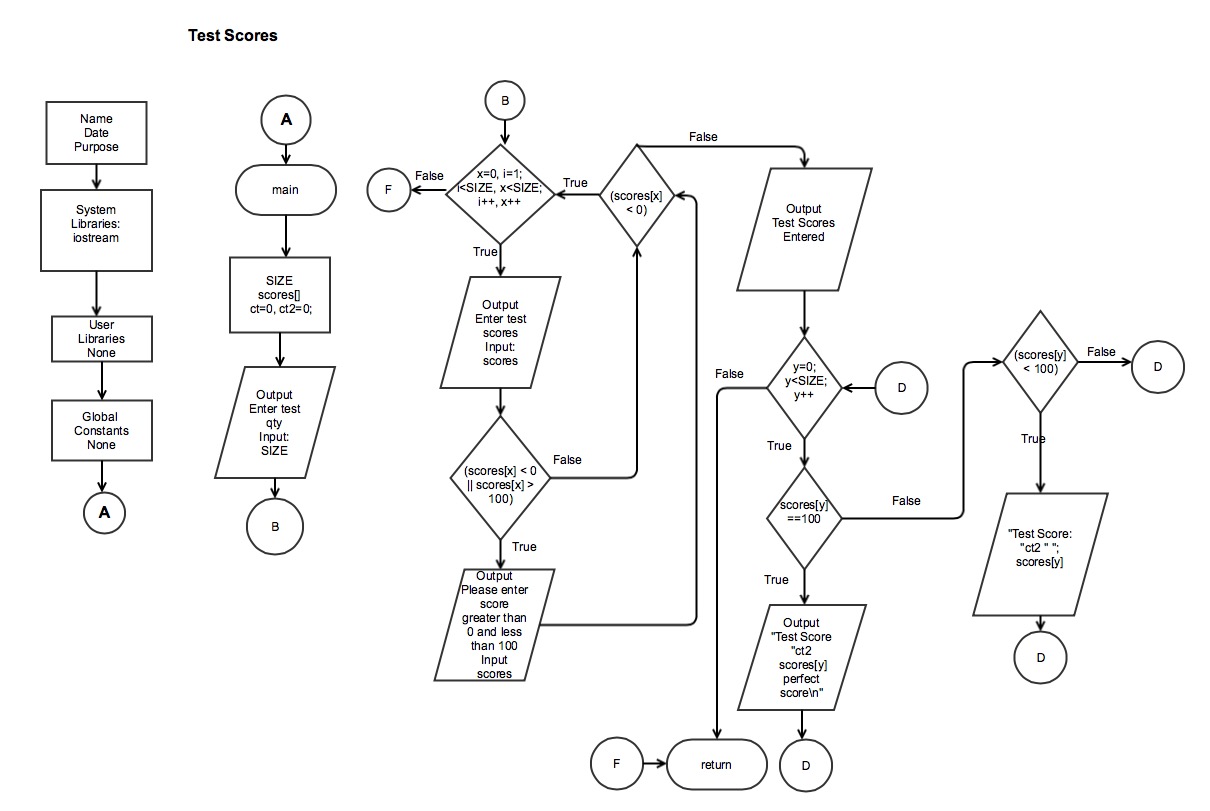 Test Scores
Name
Date
Purpose
System
Libraries:
iostream
User
Libraries
None
Global
Constants
None
A
A
main
SIZE
scores[]
ct=0, ct2=0;
Output
Enter test
qty
Input:
SIZE
B
B
x=0, i=1;
i<SIZE, x<SIZE;
i++, x++
False
F
True
True
Output
Enter test
scores
Input:
scores
(scores[x] < 0
|| scores[x] >
100)
False
True
Output
Please enter
score
greater than
0 and less
than 100
Input
scores
(scores[x]
< 0)
False
Output
Test Scores
Entered
y=0;
y<SIZE;
y++
D
False
True
scores[y]
==100
False
True
Output
"Test Score
"ct2
scores[y]
perfect
score\n"
D
F
return
(scores[y]
< 100)
False
D
True
"Test Score:
"ct2 " ";
scores[y]
D